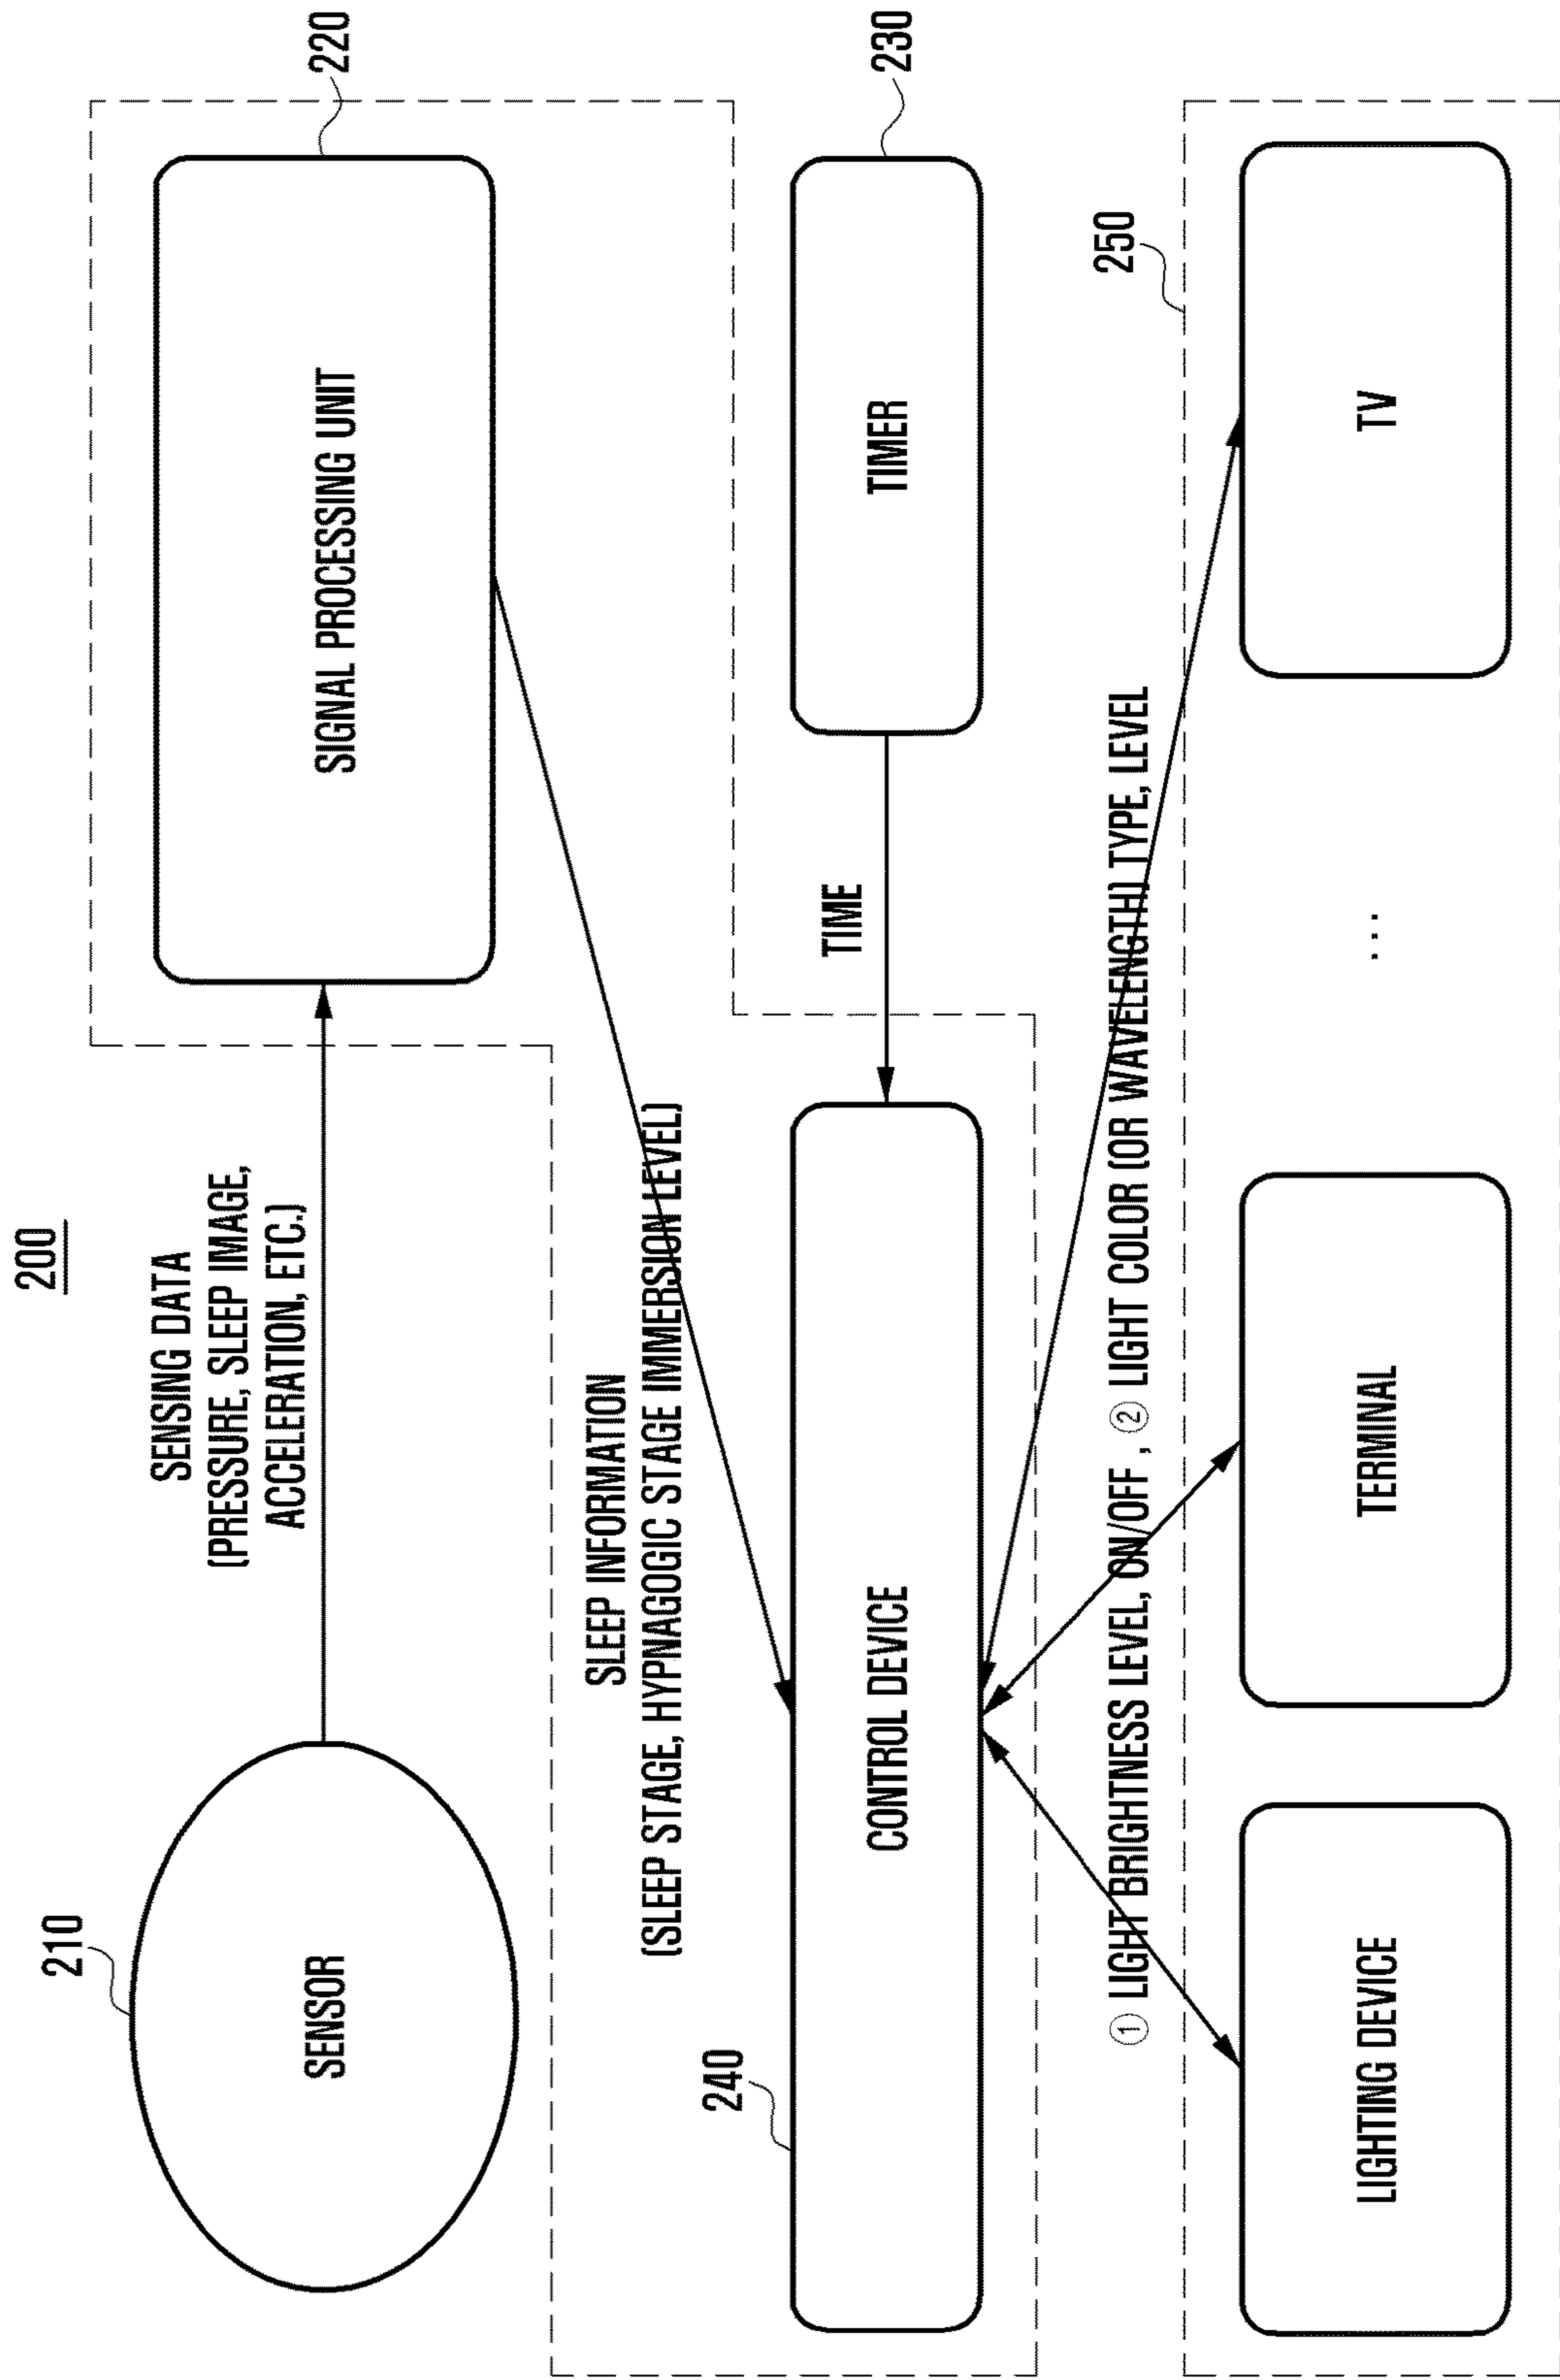 200
210
SENSOR
SENSING DATA
(PRESSURE, SLEEP IMAGE,
ACCELERATION, ETC.)
SIGNAL PROCESSING UNIT
220
SLEEP INFORMATION
(SLEEP STAGE, HYPNAGOGIC STAGE IMMERSION LEVEL)
240
CONTROL DEVICE
TIME
TIMER
230
① LIGHT BRIGHTNESS LEVEL, ON/OFF , ② LIGHT COLOR (OR WAVELENGTH) TYPE, LEVEL
250
LIGHTING DEVICE
TERMINAL
...
TV